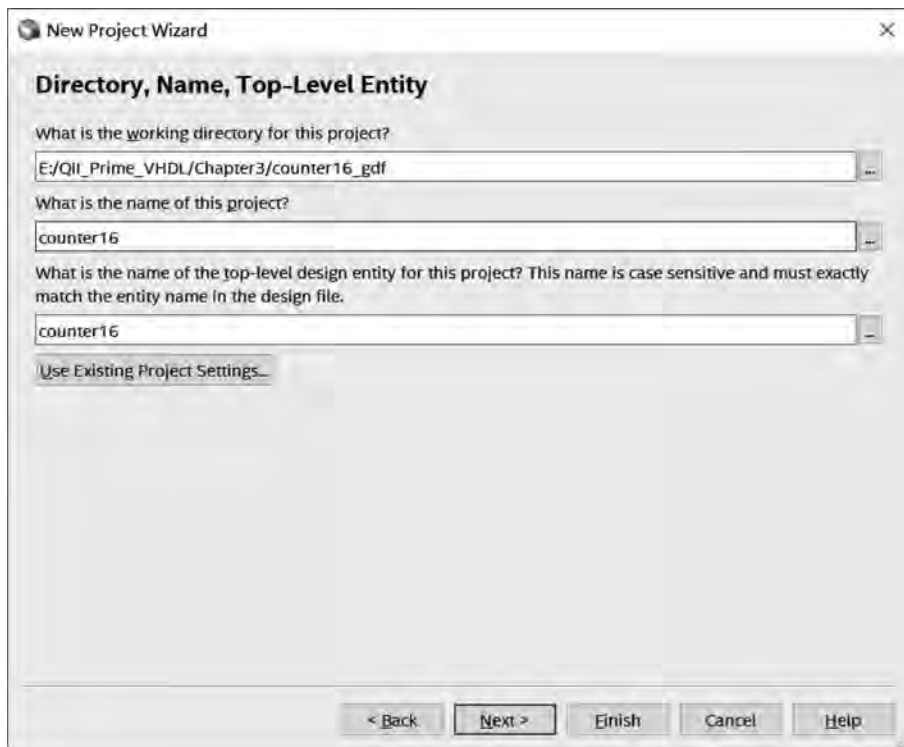 New Project Wizard
Directory, Name, Top-Level Entity
What is the working directory for this project?
E:/QII_Prime_VHDL/Chapter3/counter16_gdf
...
What is the name of this project?
counter16
...
What is the name of the top-level design entity for this project? This name is case sensitive and must exactly
match the entity name in the design file.
counter16
...
Use Existing Project Settings...
< Back
Next >
Finish
Cancel
Help